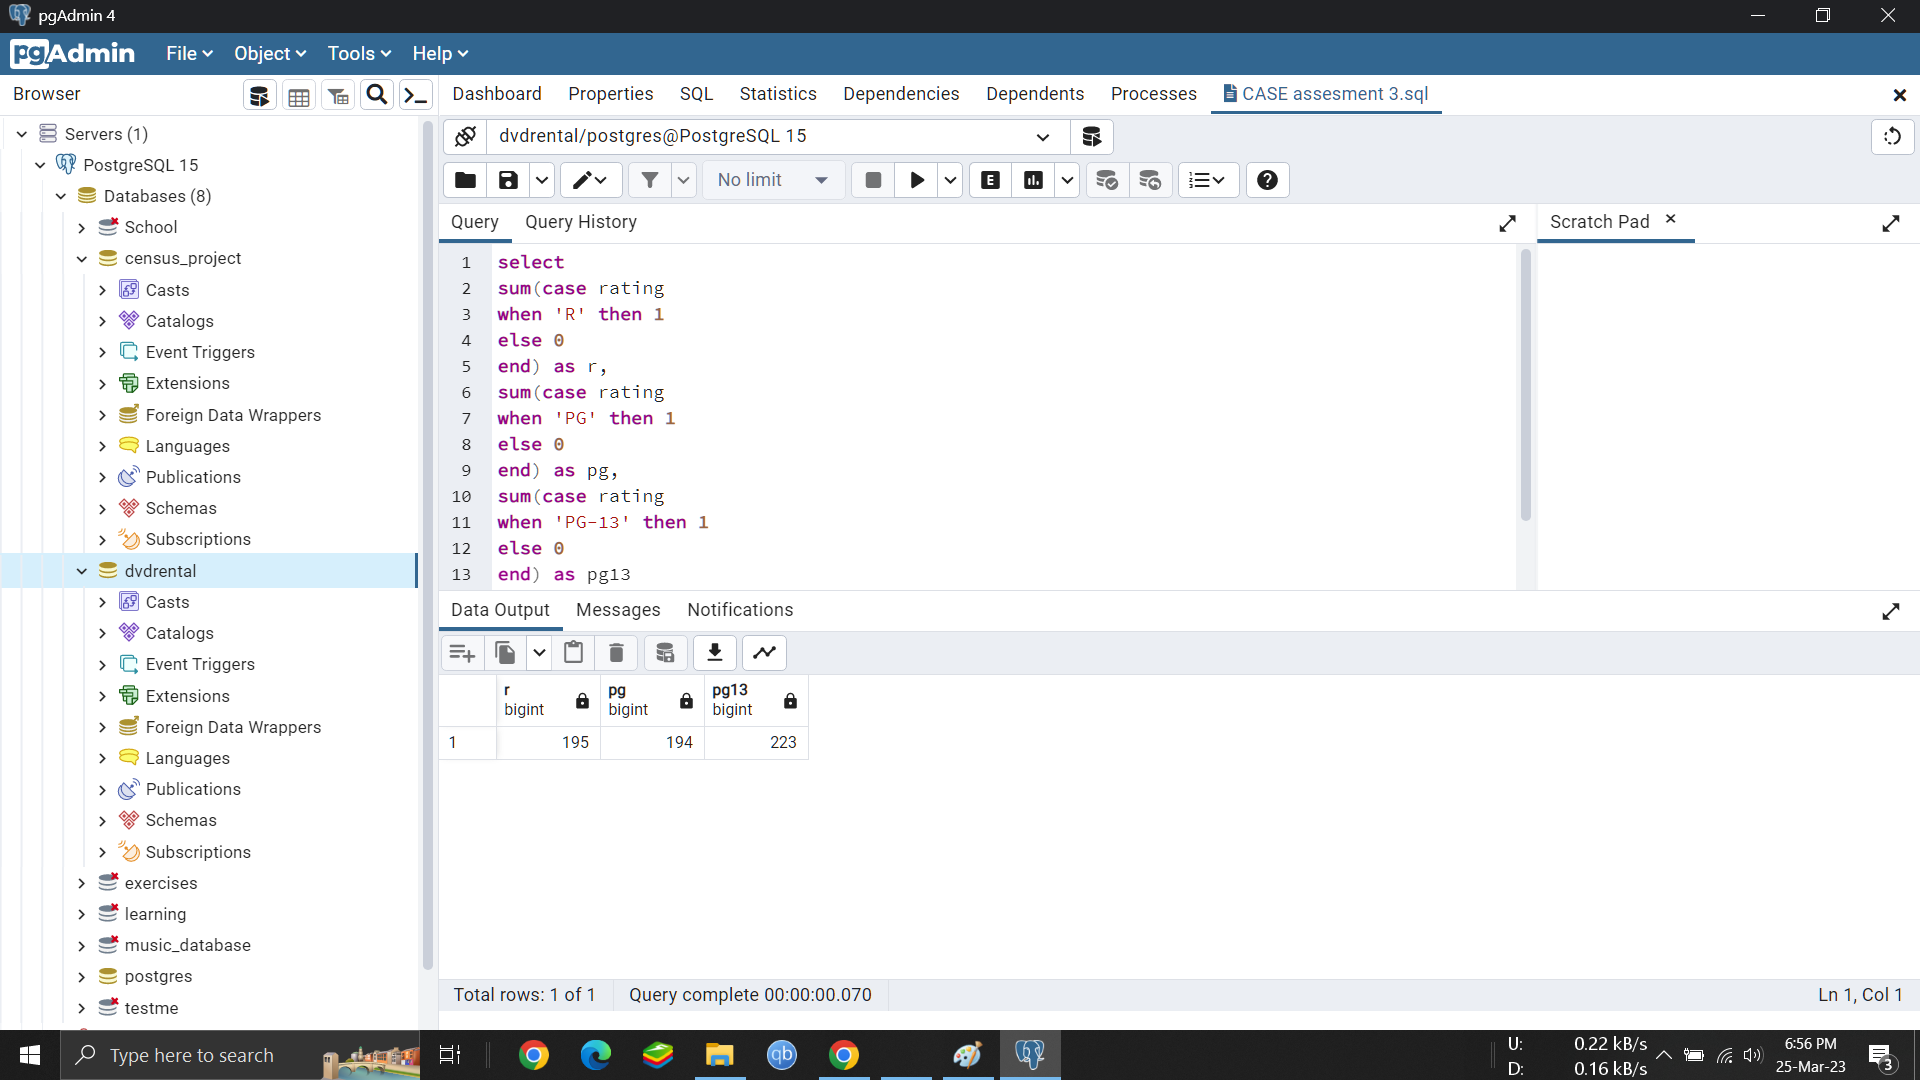 pgAdmin 4
pgAdmin File Object Tools Help
Browser
Dashboard Properties SQL Statistics Dependencies Dependents Processes CASE assesment 3.sql
Servers (1)
PostgreSQL 15
Databases (8)
School
census_project
Casts
Catalogs
Event Triggers
Extensions
Foreign Data Wrappers
Languages
Publications
Schemas
Subscriptions
dvdrental
Casts
Catalogs
Event Triggers
Extensions
Foreign Data Wrappers
Languages
Publications
Schemas
Subscriptions
exercises
learning
music_database
postgres
testme
dvdrental/postgres@PostgreSQL 15
No limit
E
Query Query History
Scratch Pad
1 select
2 sum(case rating
3 when 'R' then 1
4 else 0
5 end) as r,
6 sum(case rating
7 when 'PG' then 1
8 else 0
9 end) as pg,
10 sum(case rating
11 when 'PG-13' then 1
12 else 0
13 end) as pg13
Data Output Messages Notifications
r pg pg13
bigint bigint bigint
1 195 194 223
Total rows: 1 of 1 Query complete 00:00:00.070 Ln 1, Col 1
Type here to search
qb
U: 0.22 kB/s
D: 0.16 kB/s
6:56 PM
25-Mar-23
3